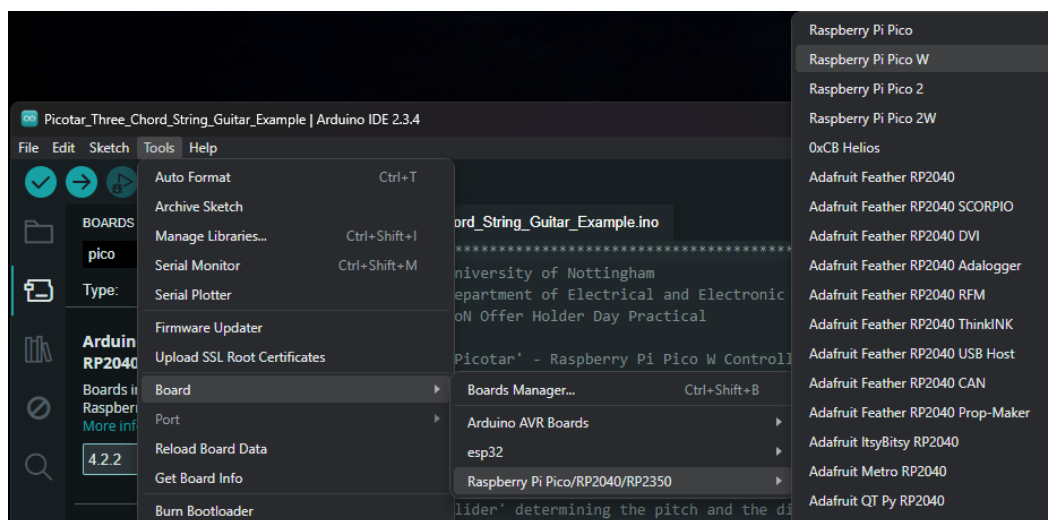 Picotar_Three_Chord_String_Guitar_Example | Arduino IDE 2.3.4
File Edit Sketch Tools Help
BOARDS
pico
Type:
Arduin
RP2040
Boards i
Raspber
More inf
4.2.2
Auto Format Ctrl+T
Archive Sketch
Manage Libraries... Ctrl+Shift+I
Serial Monitor Ctrl+Shift+M
Serial Plotter
Firmware Updater
Upload SSL Root Certificates
Board
Port
Reload Board Data
Get Board Info
Burn Bootloader
ord_String_Guitar_Example.ino
niversity of Nottingham
epartment of Electrical and Electronic
oN Offer Holder Day Practical
Picotar' - Raspberry Pi Pico W Controll
Boards Manager... Ctrl+Shift+B
Arduino AVR Boards
esp32
Raspberry Pi Pico/RP2040/RP2350
lider' determining the pitch and the di
Raspberry Pi Pico
Raspberry Pi Pico W
Raspberry Pi Pico 2
Raspberry Pi Pico 2W
0xCB Helios
Adafruit Feather RP2040
Adafruit Feather RP2040 SCORPIO
Adafruit Feather RP2040 DVI
Adafruit Feather RP2040 Adalogger
Adafruit Feather RP2040 RFM
Adafruit Feather RP2040 ThinkINK
Adafruit Feather RP2040 USB Host
Adafruit Feather RP2040 CAN
Adafruit Feather RP2040 Prop-Maker
Adafruit ItsyBitsy RP2040
Adafruit Metro RP2040
Adafruit QT Py RP2040